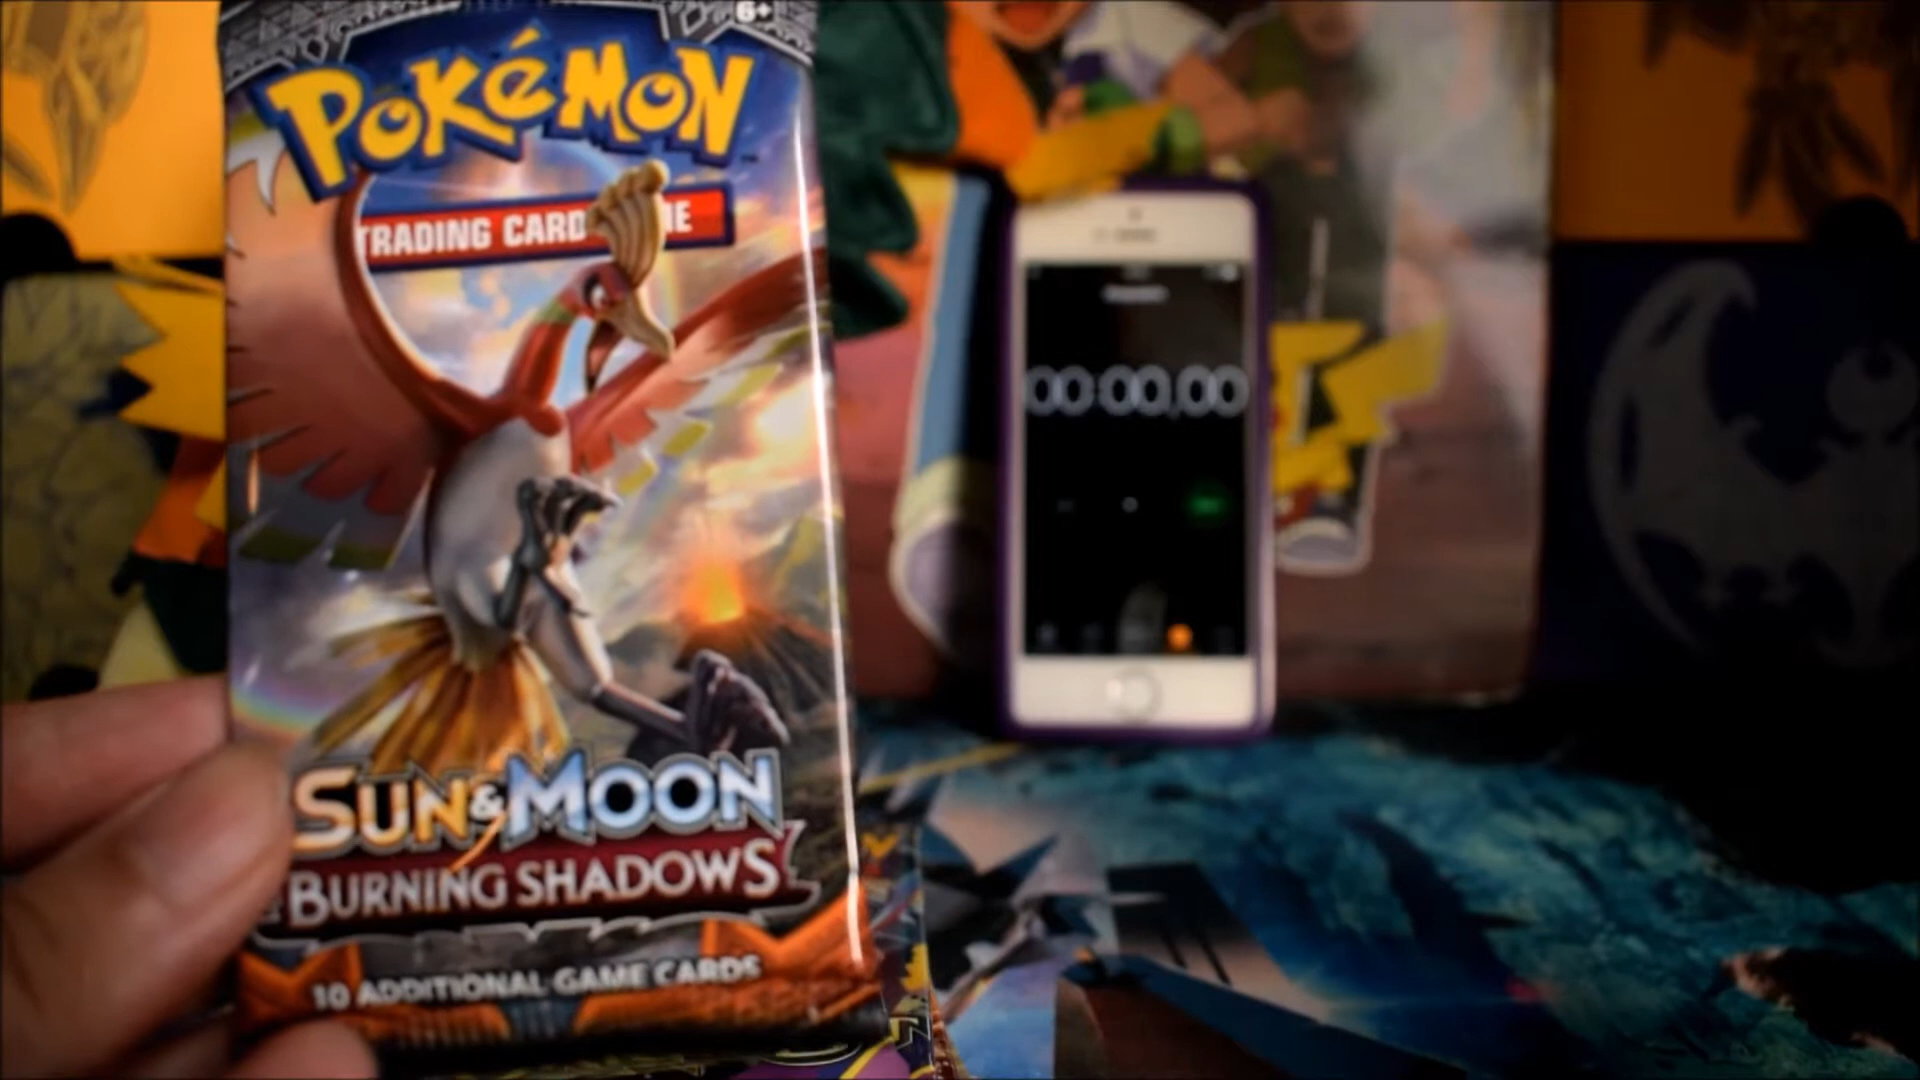 6+
POKéMON
TRADING CARD
SUN & MOON
BURNING SHADOWS
10 ADDITIONAL GAME CARDS
00:00,00